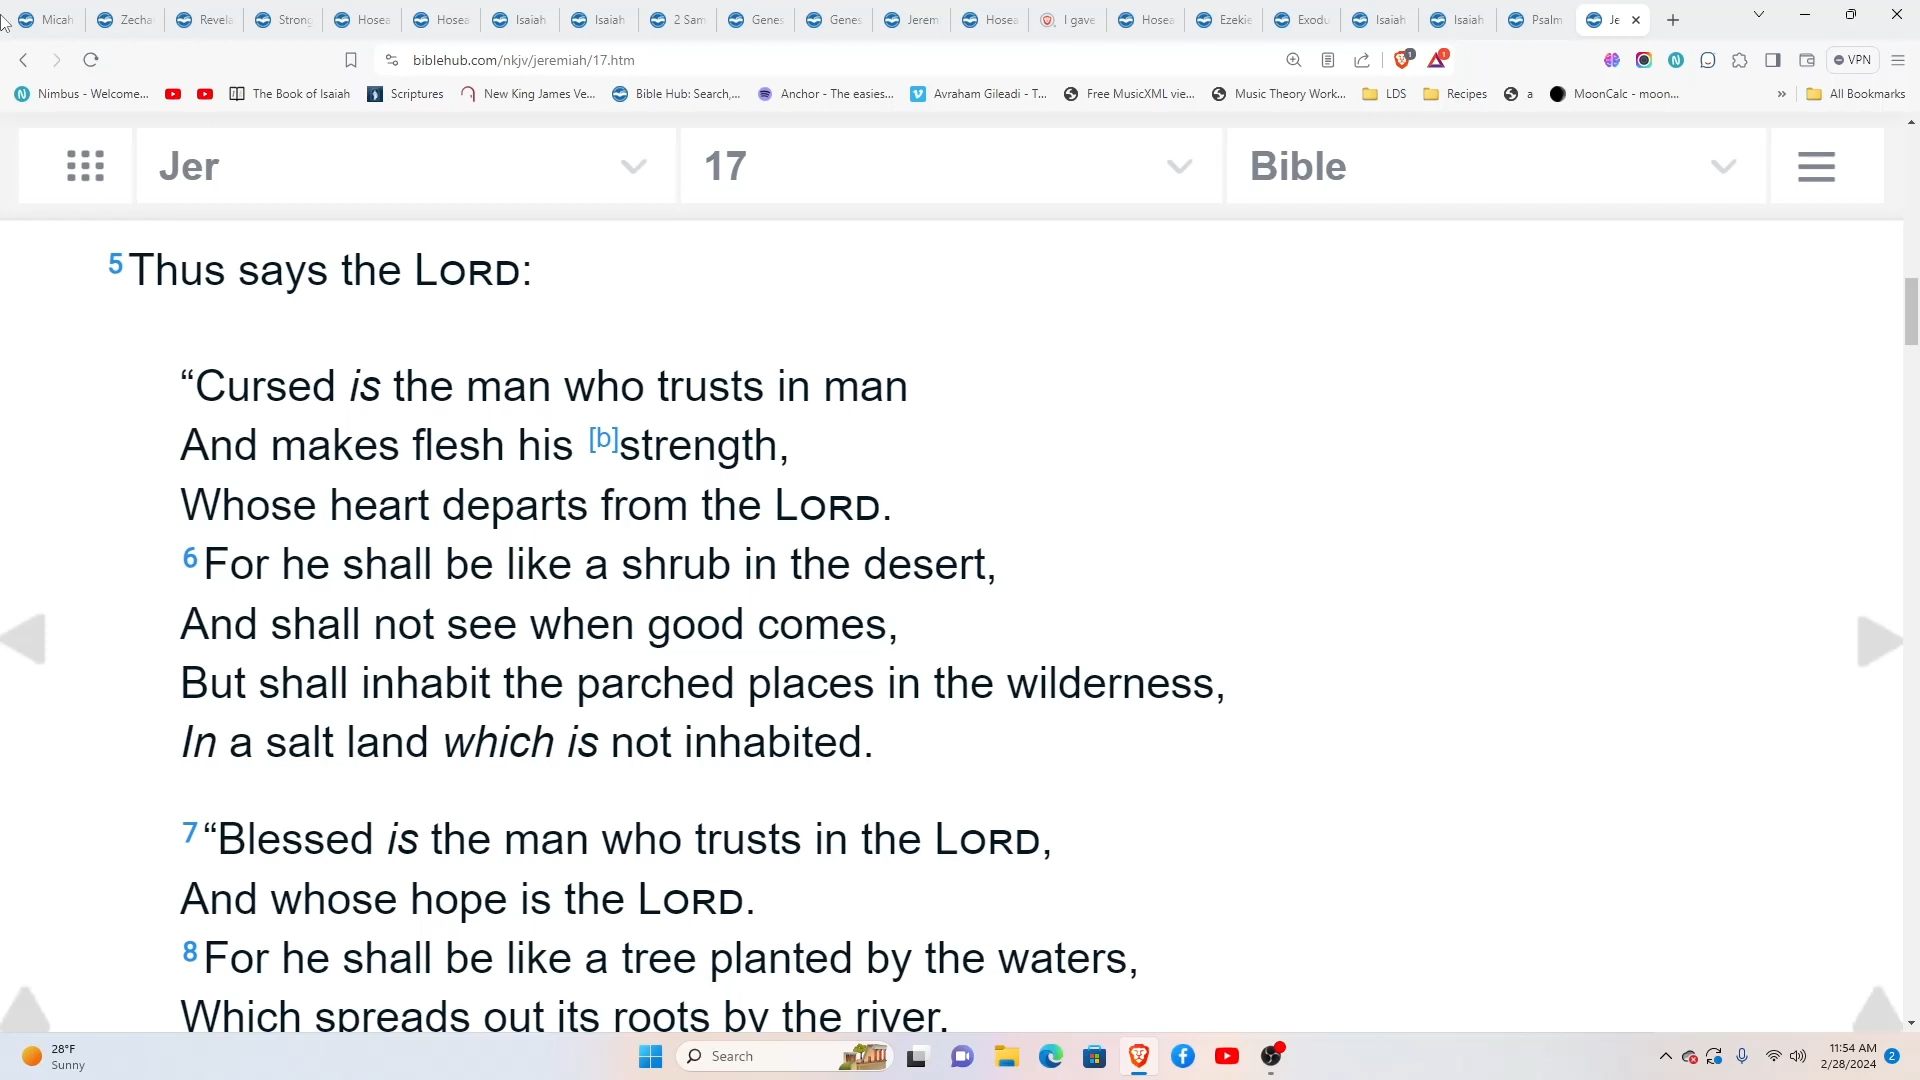 Micah Zecha Revela Strong Hosea Hosea Isaiah Isaiah 2 Sam Genes Genes Jerem Hosea I gave Hosea Ezekie Exodu Isaiah Isaiah Psalm Je
biblehub.com/nkjv/jeremiah/17.htm 1 1 VPN
Nimbus - Welcome... The Book of Isaiah Scriptures New King James Ve... Bible Hub: Search,... Anchor - The easies... Avraham Gileadi - T... Free MusicXML vie... Music Theory Work... LDS Recipes a MoonCalc - moon... » All Bookmarks
Jer 17 Bible
5 Thus says the LORD:
“Cursed is the man who trusts in man
And makes flesh his [b]strength,
Whose heart departs from the LORD.
6 For he shall be like a shrub in the desert,
And shall not see when good comes,
But shall inhabit the parched places in the wilderness,
In a salt land which is not inhabited.
7 “Blessed is the man who trusts in the LORD,
And whose hope is the LORD.
8 For he shall be like a tree planted by the waters,
Which spreads out its roots by the river,
28°F
Sunny
Search
11:54 AM
2/28/2024
2